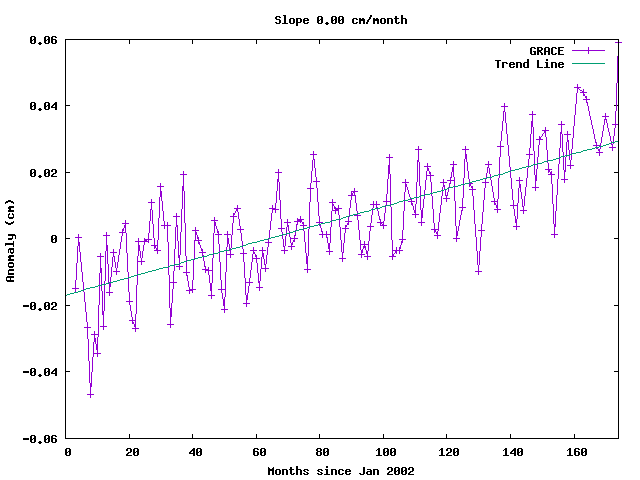 Slope 0.00 cm/month
0.06
GRACE
Trend Line
0.04
0.02
0
-0.02
-0.04
-0.06
Anomaly (cm)
0 20 40 60 80 100 120 140 160
Months since Jan 2002